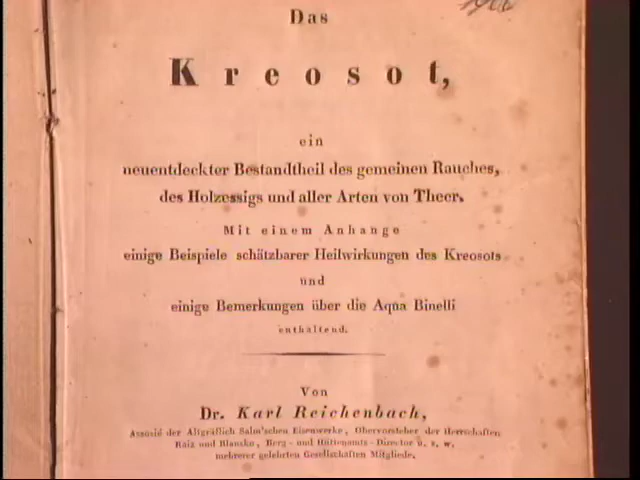 Das
Kreosot,
ein
neuentdeckter Bestandtheil des gemeinen Rauches,
des Holzessigs und aller Arten von Theer.
Mit einem Anhange
einige Beispiele schätzbarer Heilwirkungen des Kreosots
und
einige Bemerkungen über die Aqua Binelli
enthaltend.
Von
Dr. Karl Reichenbach,
Associé der Altgräflich Salm'schen Eisenwerke, Obervorsteher der Herrschaften
Raiz und Blansko, Berg- und Hüttenamts-Director u. s. w.
mehrerer gelehrten Gesellschaften Mitgliede.